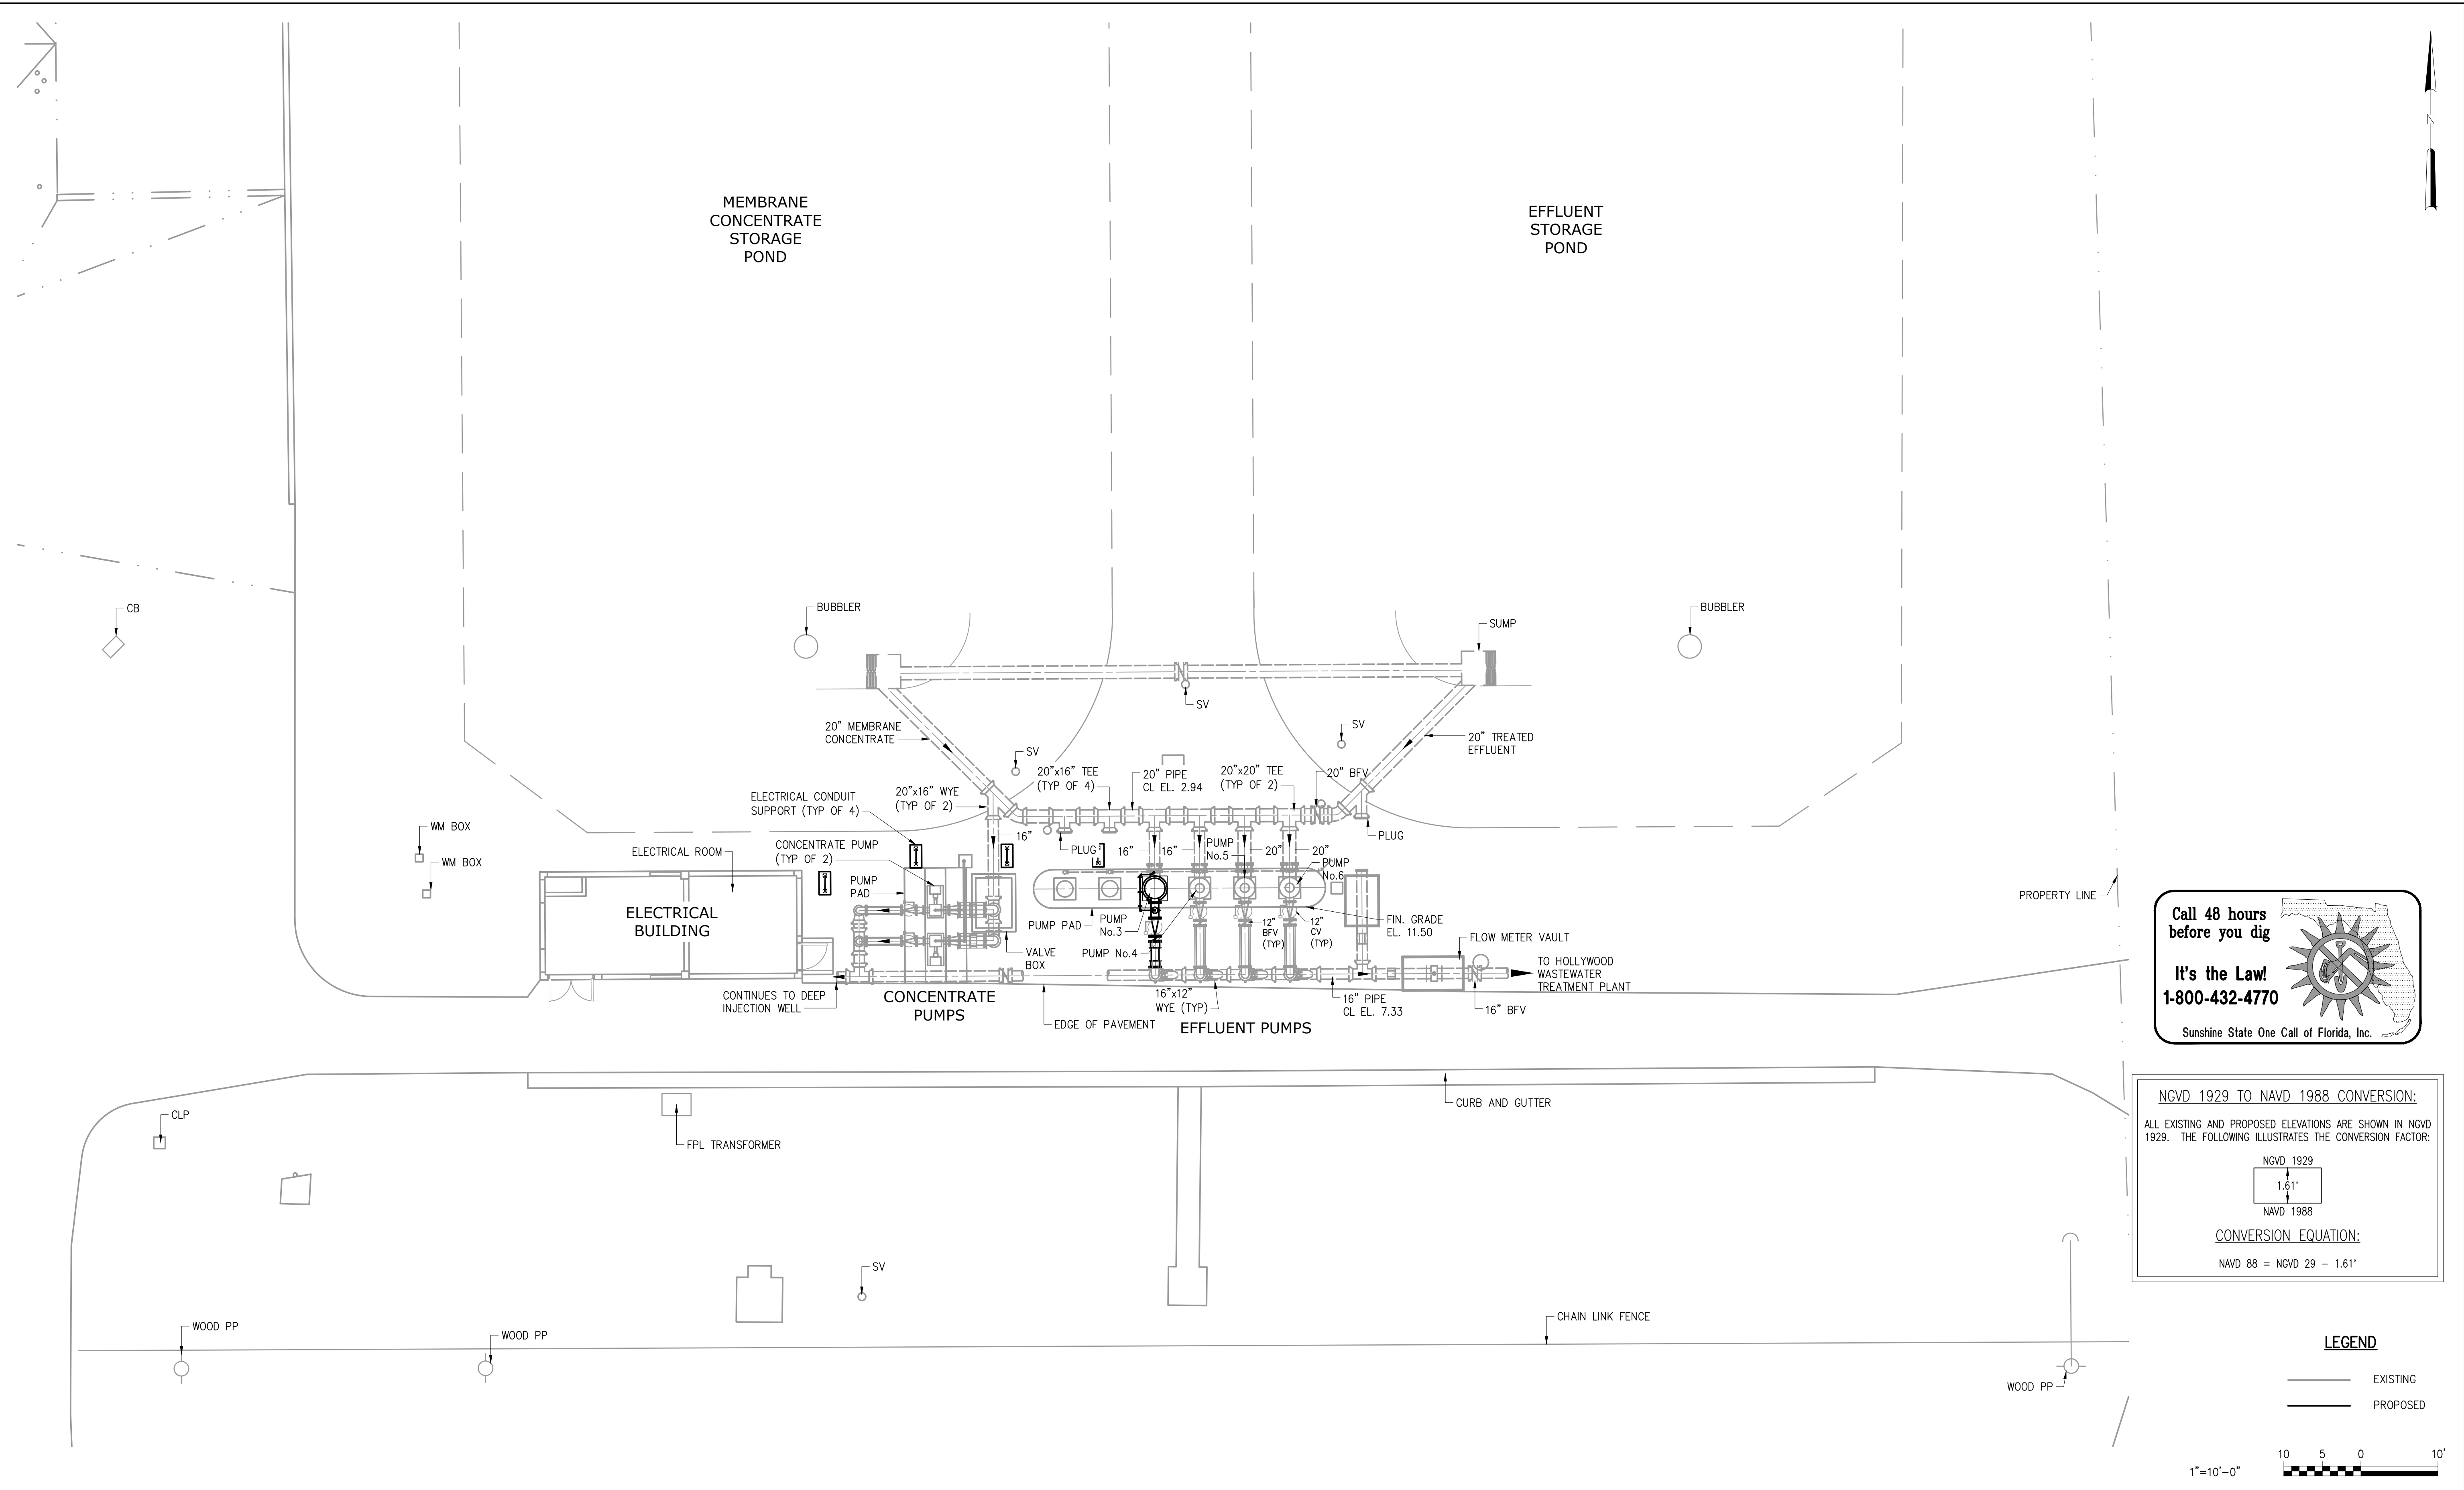 N
MEMBRANE
CONCENTRATE
STORAGE
POND
EFFLUENT
STORAGE
POND
CB
BUBBLER
BUBBLER
SUMP
SV
SV
SV
20" MEMBRANE
CONCENTRATE
20" TREATED
EFFLUENT
20"x16" TEE
(TYP OF 4)
20" PIPE
CL EL. 2.94
20"x20" TEE
(TYP OF 2)
20" BFV
20"x16" WYE
(TYP OF 2)
ELECTRICAL CONDUIT
SUPPORT (TYP OF 4)
WM BOX
WM BOX
ELECTRICAL ROOM
CONCENTRATE PUMP
(TYP OF 2)
16"
PLUG
16"
16"
PUMP
No.5
20"
20"
PLUG
PUMP
No.6
PUMP
PAD
ELECTRICAL
BUILDING
PROPERTY LINE
PUMP PAD
PUMP
No.3
PUMP No.4
12"
BFV
(TYP)
12"
CV
(TYP)
FIN. GRADE
EL. 11.50
FLOW METER VAULT
VALVE
BOX
TO HOLLYWOOD
WASTEWATER
TREATMENT PLANT
CONTINUES TO DEEP
INJECTION WELL
CONCENTRATE
PUMPS
16"x12"
WYE (TYP)
16" PIPE
CL EL. 7.33
16" BFV
EDGE OF PAVEMENT
EFFLUENT PUMPS
Call 48 hours
before you dig
It's the Law!
1-800-432-4770
Sunshine State One Call of Florida, Inc.
CURB AND GUTTER
CLP
FPL TRANSFORMER
NGVD 1929 TO NAVD 1988 CONVERSION:
ALL EXISTING AND PROPOSED ELEVATIONS ARE SHOWN IN NGVD
1929. THE FOLLOWING ILLUSTRATES THE CONVERSION FACTOR:
NGVD 1929
1.61'
NAVD 1988
CONVERSION EQUATION:
NAVD 88 = NGVD 29 - 1.61'
SV
CHAIN LINK FENCE
WOOD PP
WOOD PP
WOOD PP
LEGEND
EXISTING
PROPOSED
10 5 0 10'
1"=10'-0"